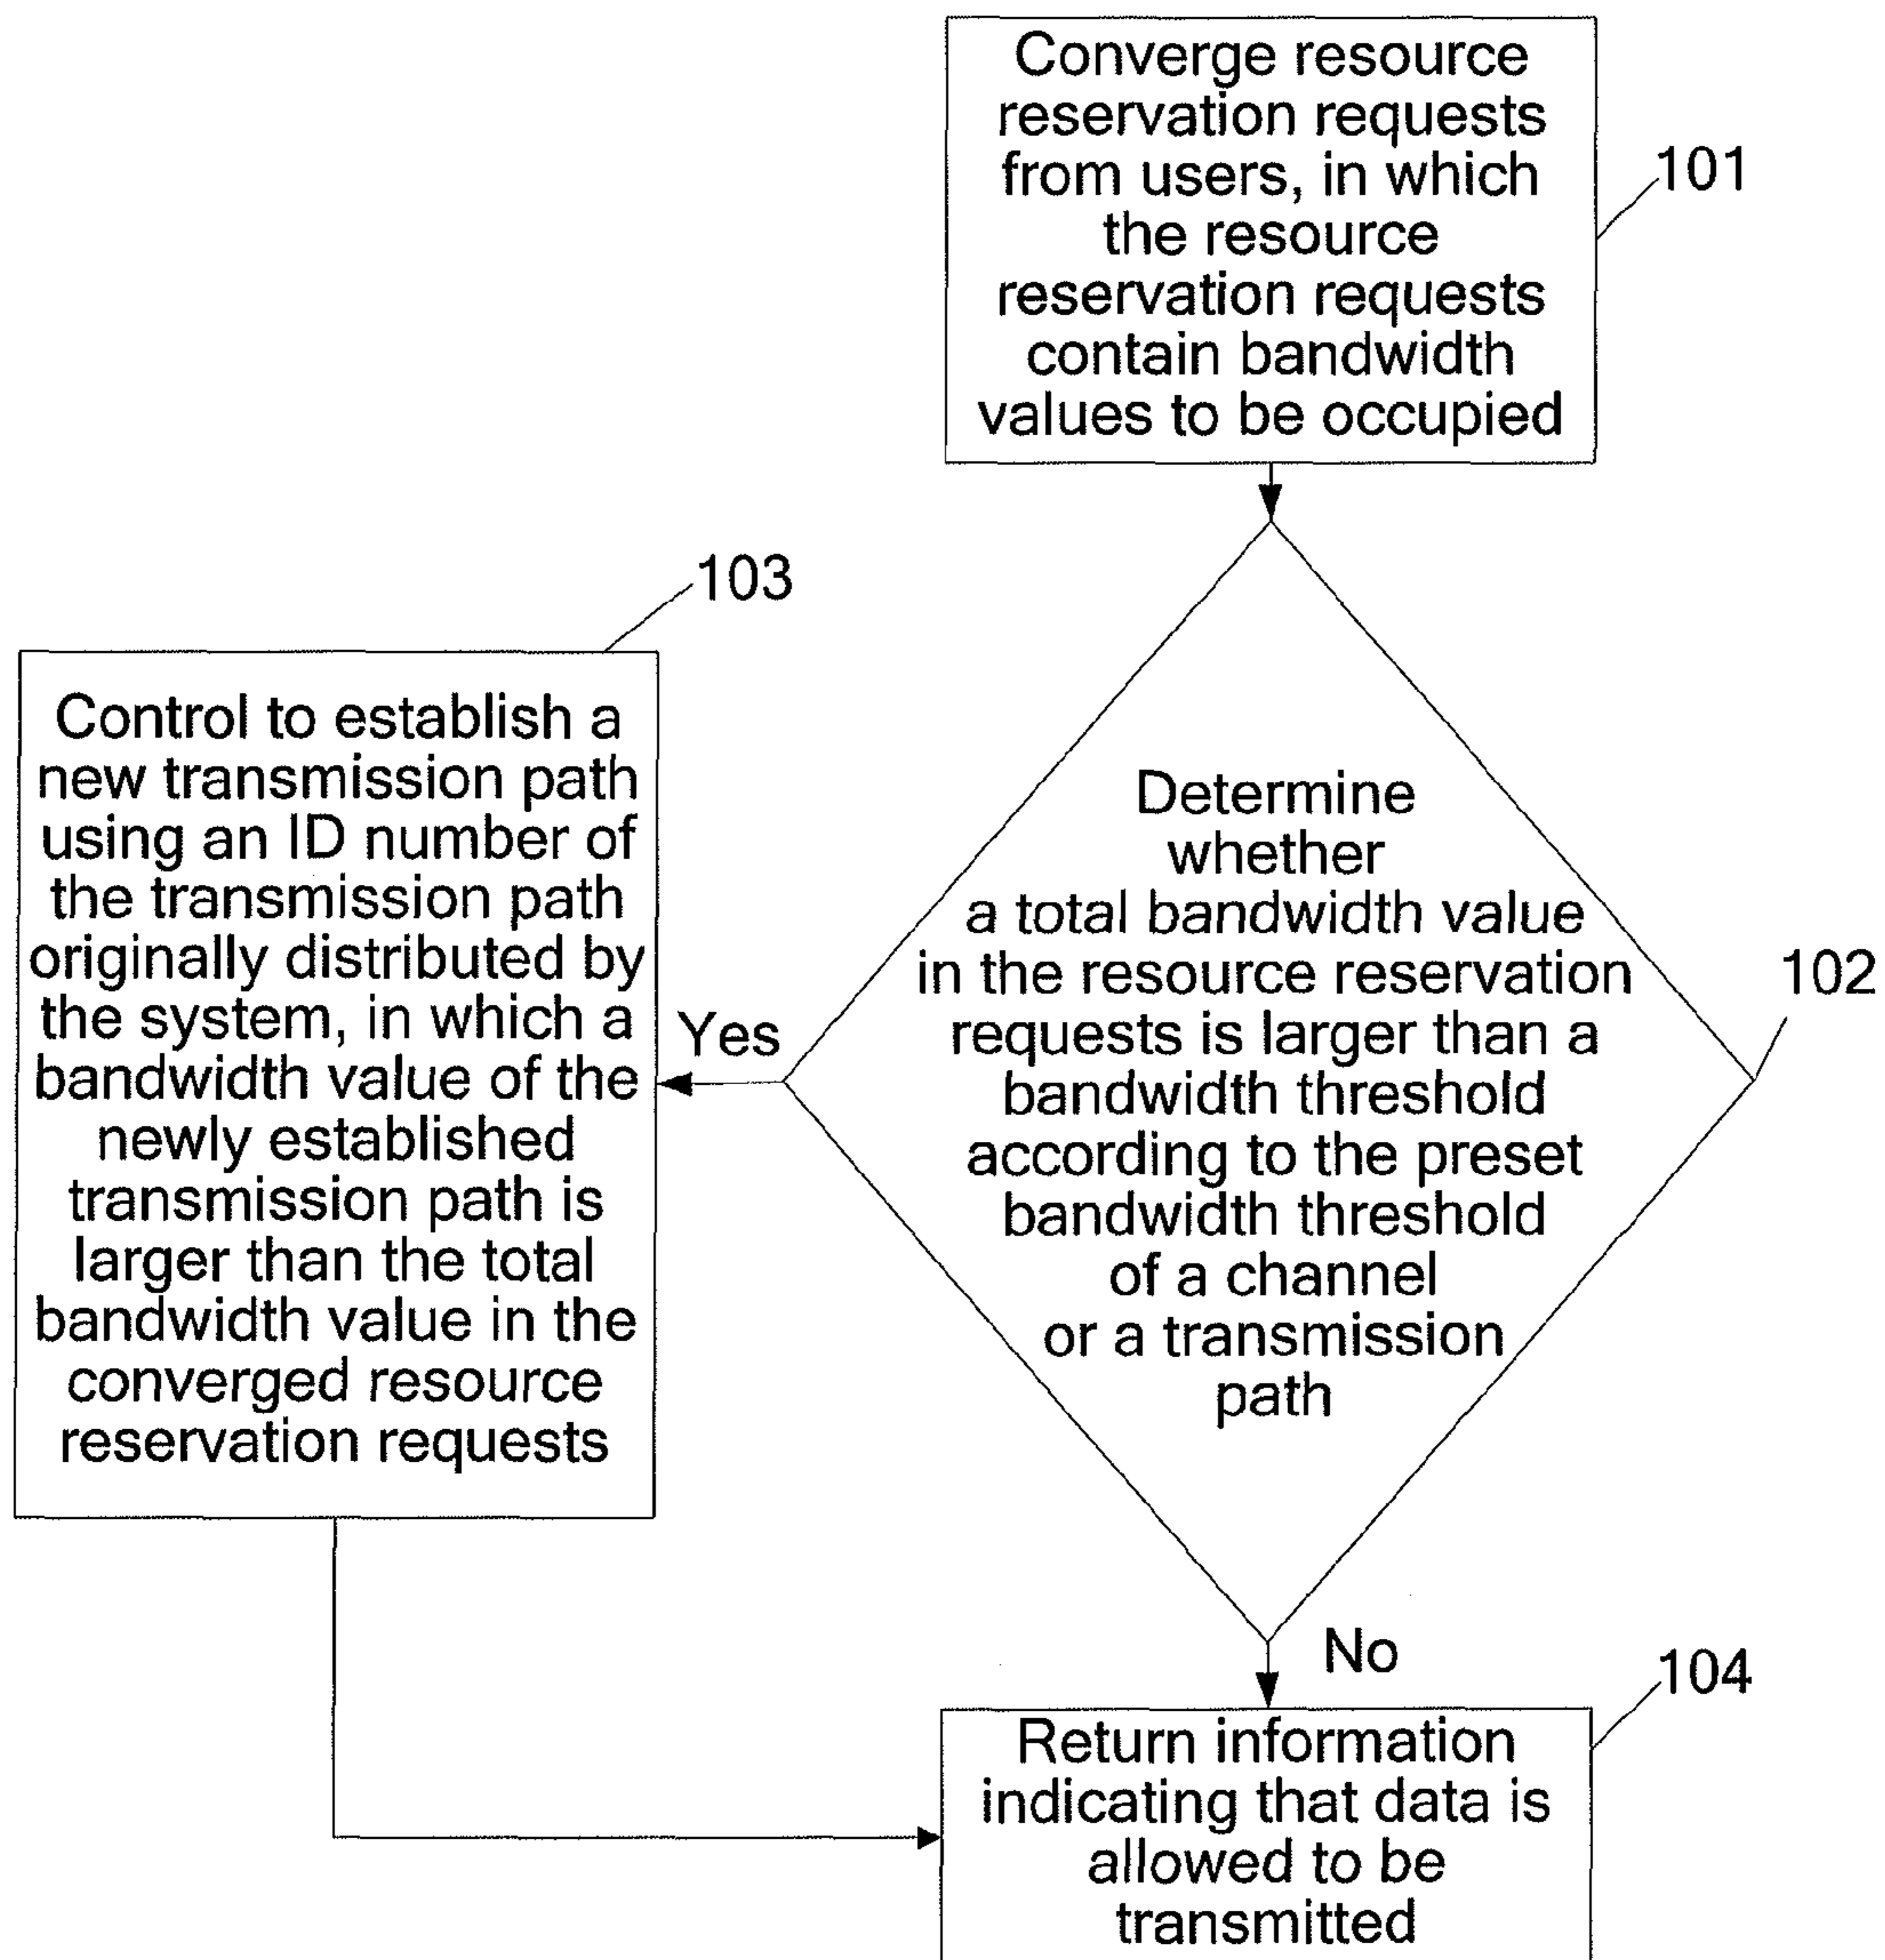 Converge resource
reservation requests
from users, in which
the resource
reservation requests
contain bandwidth
values to be occupied
101
103
Control to establish a
new transmission path
using an ID number of
the transmission path
originally distributed by
the system, in which a
bandwidth value of the
newly established
transmission path is
larger than the total
bandwidth value in the
converged resource
reservation requests
Yes
Determine
whether
a total bandwidth value
in the resource reservation
requests is larger than a
bandwidth threshold
according to the preset
bandwidth threshold
of a channel
or a transmission
path
102
No
104
Return information
indicating that data is
allowed to be
transmitted